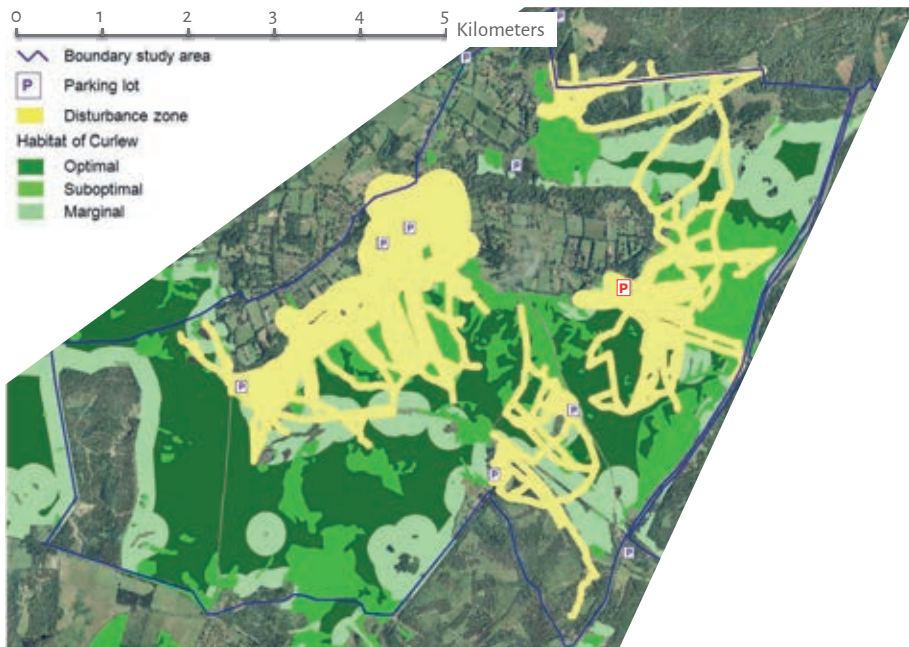 0 1 2 3 4 5
Kilometers
Boundary study area
P Parking lot
Disturbance zone
Habitat of Curlew
Optimal
Suboptimal
Marginal
P
P
P
P
P
P
P
P
P
P